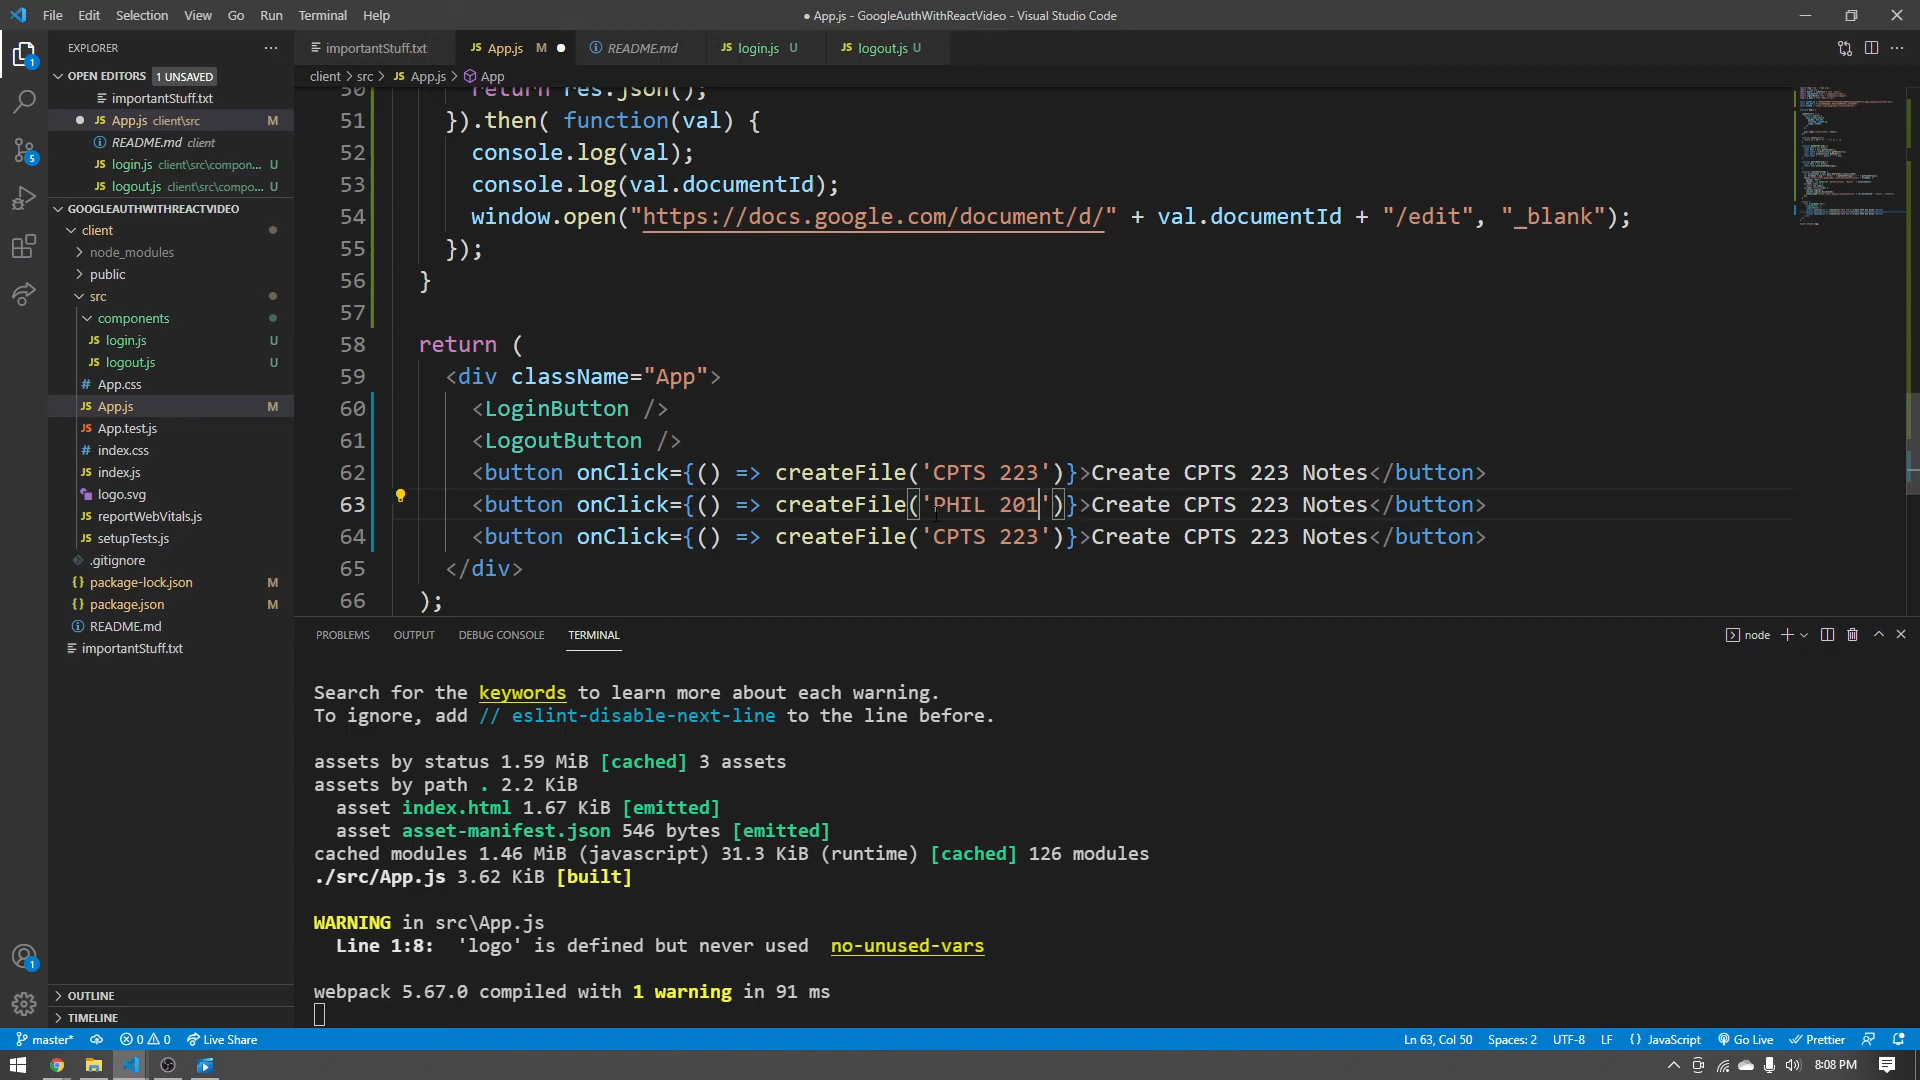 File Edit Selection View Go Run Terminal Help
● App.js - GoogleAuthWithReactVideo - Visual Studio Code
EXPLORER
importantStuff.txt
App.js M
README.md
login.js U
logout.js U
OPEN EDITORS 1 UNSAVED
importantStuff.txt
App.js client\src M
README.md client
login.js client\src\compon... U
logout.js client\src\compo... U
GOOGLEAUTHWITHREACTVIDEO
client
node_modules
public
src
components
login.js U
logout.js U
App.css
App.js M
App.test.js
index.css
index.js
logo.svg
reportWebVitals.js
setupTests.js
.gitignore
package-lock.json M
package.json M
README.md
importantStuff.txt
OUTLINE
TIMELINE
client > src > JS App.js > App
50 return res.json();
51 }).then( function(val) {
52 console.log(val);
53 console.log(val.documentId);
54 window.open("https://docs.google.com/document/d/" + val.documentId + "/edit", "_blank");
55 });
56 }
57
58 return (
59 <div className="App">
60 <LoginButton />
61 <LogoutButton />
62 <button onClick={() => createFile('CPTS 223')}>Create CPTS 223 Notes</button>
63 <button onClick={() => createFile('PHIL 201')}>Create CPTS 223 Notes</button>
64 <button onClick={() => createFile('CPTS 223')}>Create CPTS 223 Notes</button>
65 </div>
66 );
PROBLEMS OUTPUT DEBUG CONSOLE TERMINAL
node
Search for the keywords to learn more about each warning.
To ignore, add // eslint-disable-next-line to the line before.
assets by status 1.59 MiB [cached] 3 assets
assets by path . 2.2 KiB
asset index.html 1.67 KiB [emitted]
asset asset-manifest.json 546 bytes [emitted]
cached modules 1.46 MiB (javascript) 31.3 KiB (runtime) [cached] 126 modules
./src/App.js 3.62 KiB [built]
WARNING in src\App.js
Line 1:8: 'logo' is defined but never used no-unused-vars
webpack 5.67.0 compiled with 1 warning in 91 ms
master* 0 0 Live Share
Ln 63, Col 50 Spaces: 2 UTF-8 LF {} JavaScript Go Live Prettier
8:08 PM